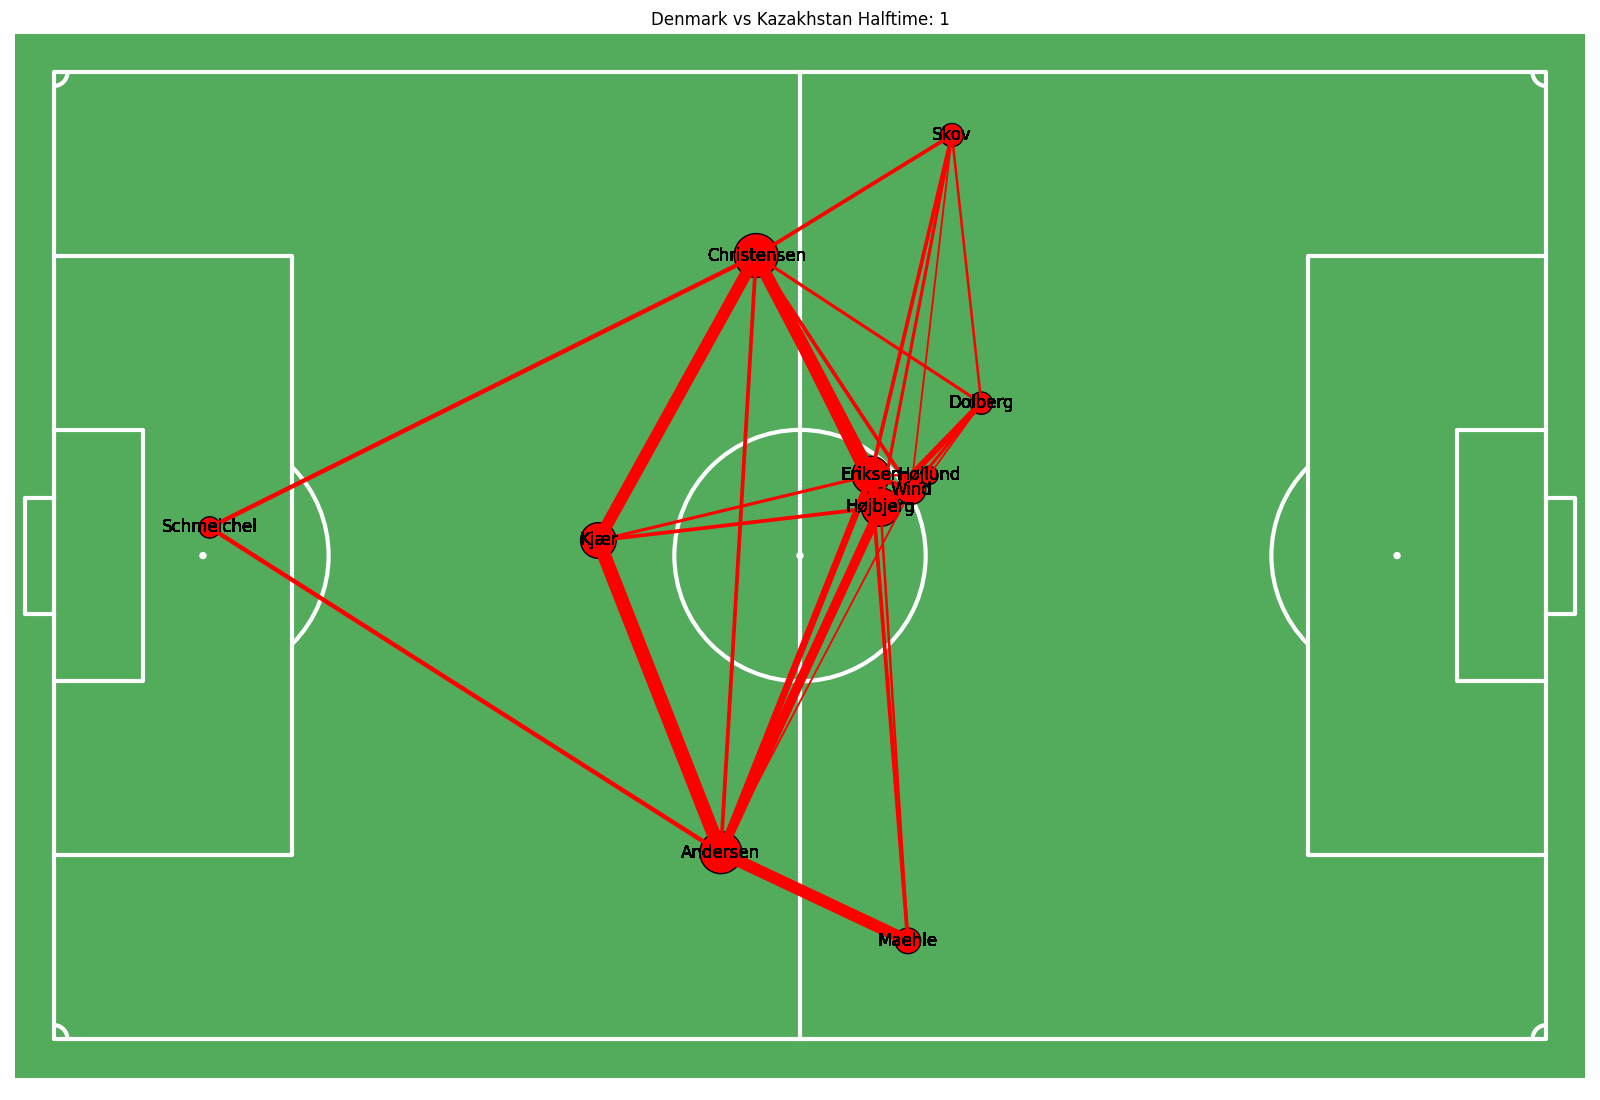 Denmark vs Kazakhstan Halftime: 1
Skov
Christensen
Dolberg
Eriksen
Højlund
Wind
Højbjerg
Schmeichel
Kjær
Andersen
Maehle